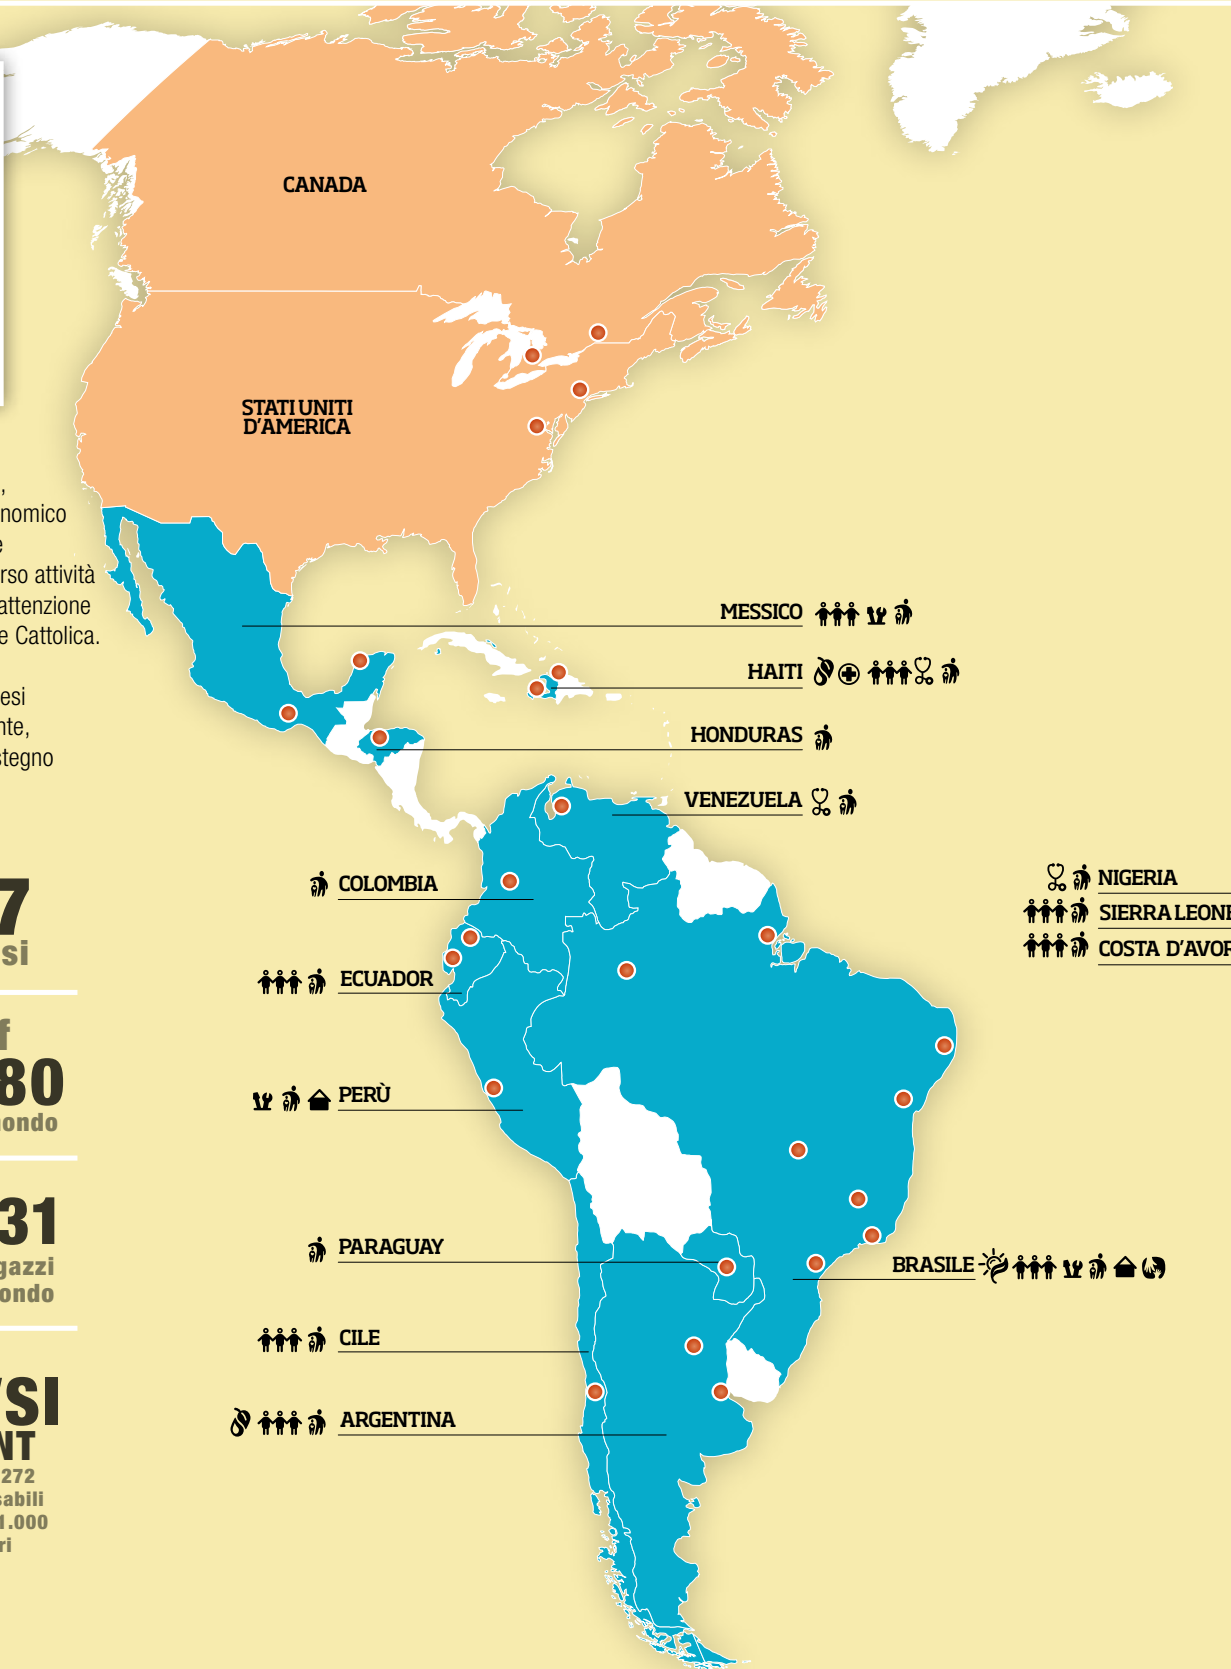 CANADA
STATI UNITI
D'AMERICA
,
nomico
e
rso attività
attenzione
e Cattolica.
esi
nte,
stegno
MESSICO
HAITI
HONDURAS
VENEZUELA
7
si
COLOMBIA
NIGERIA
SIERRA LEONE
COSTA D'AVOR
ECUADOR
f
80
ondo
PERÙ
31
gazzi
ondo
PARAGUAY
BRASILE
CILE
'SI
NT
272
sabili
1.000
ri
ARGENTINA